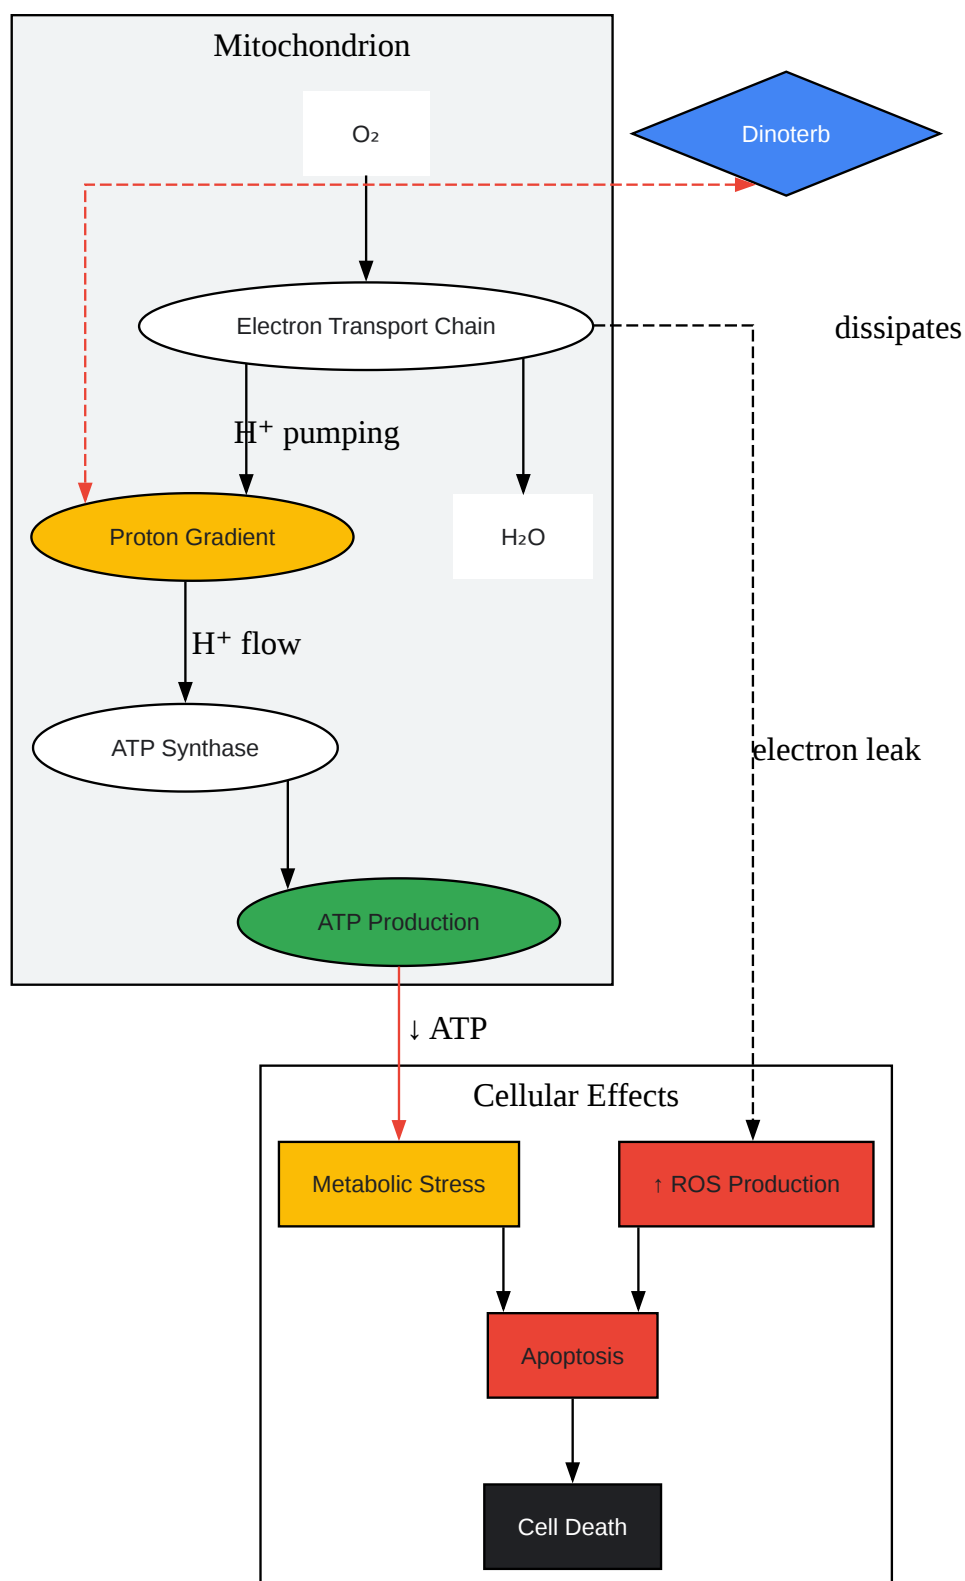 Mitochondrion
O₂
Dinoterb
Electron Transport Chain
dissipates
H⁺ pumping
Proton Gradient
H₂O
H⁺ flow
ATP Synthase
electron leak
ATP Production
↓ ATP
Cellular Effects
Metabolic Stress
↑ ROS Production
Apoptosis
Cell Death